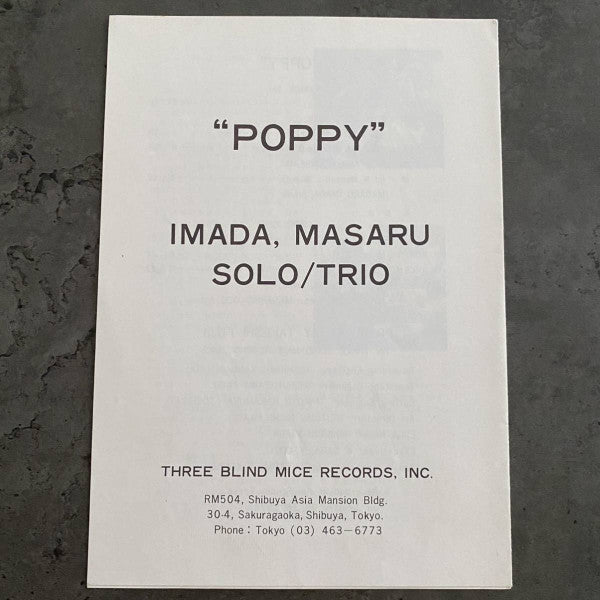 “POPPY”
IMADA, MASARU
SOLO/TRIO
THREE BLIND MICE RECORDS, INC.
RM504, Shibuya Asia Mansion Bldg.
30-4, Sakuragaoka, Shibuya, Tokyo.
Phone : Tokyo (03) 463-6773